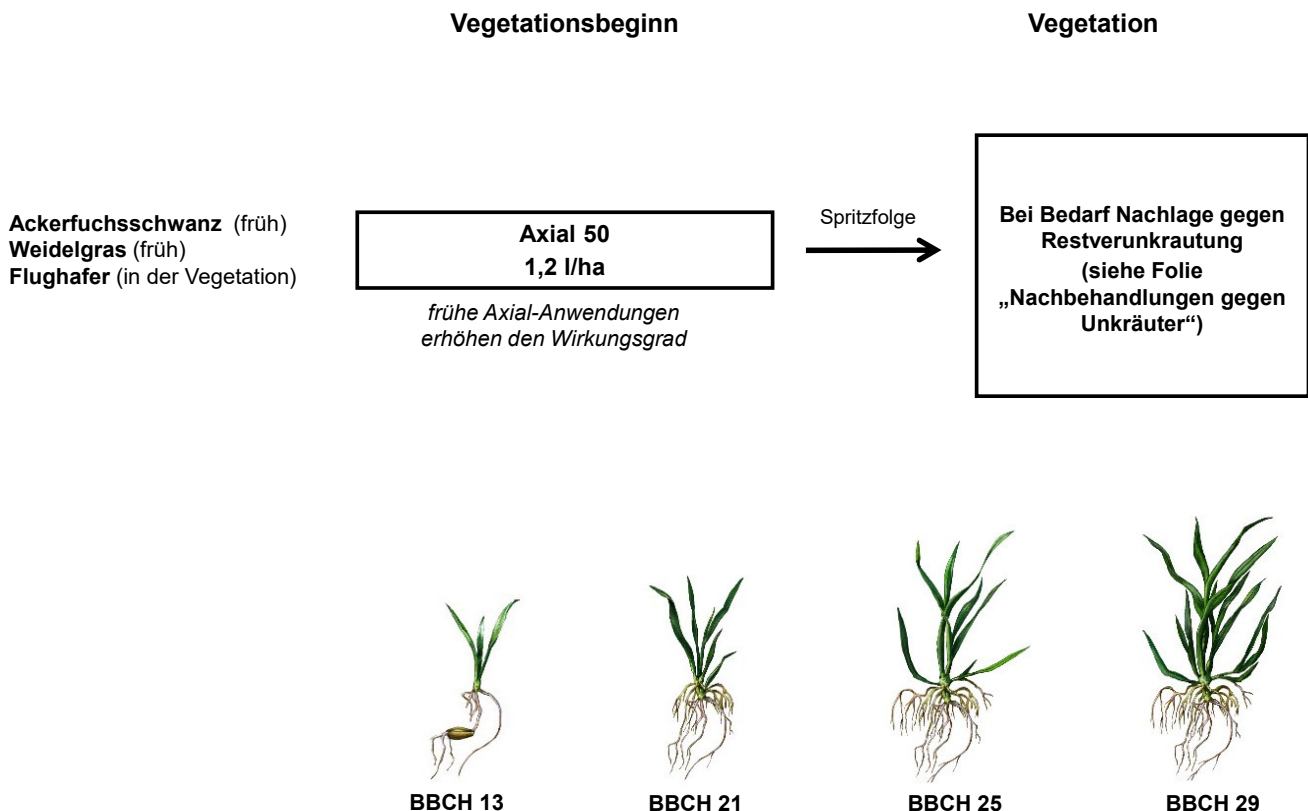 Vegetationsbeginn
Vegetation
Ackerfuchsschwanz (früh)
Weidelgras (früh)
Flughafer (in der Vegetation)
Axial 50
1,2 l/ha
frühe Axial-Anwendungen
erhöhen den Wirkungsgrad
Spritzfolge
Bei Bedarf Nachlage gegen
Restverunkrautung
(siehe Folie
„Nachbehandlungen gegen
Unkräuter“)
BBCH 13
BBCH 21
BBCH 25
BBCH 29